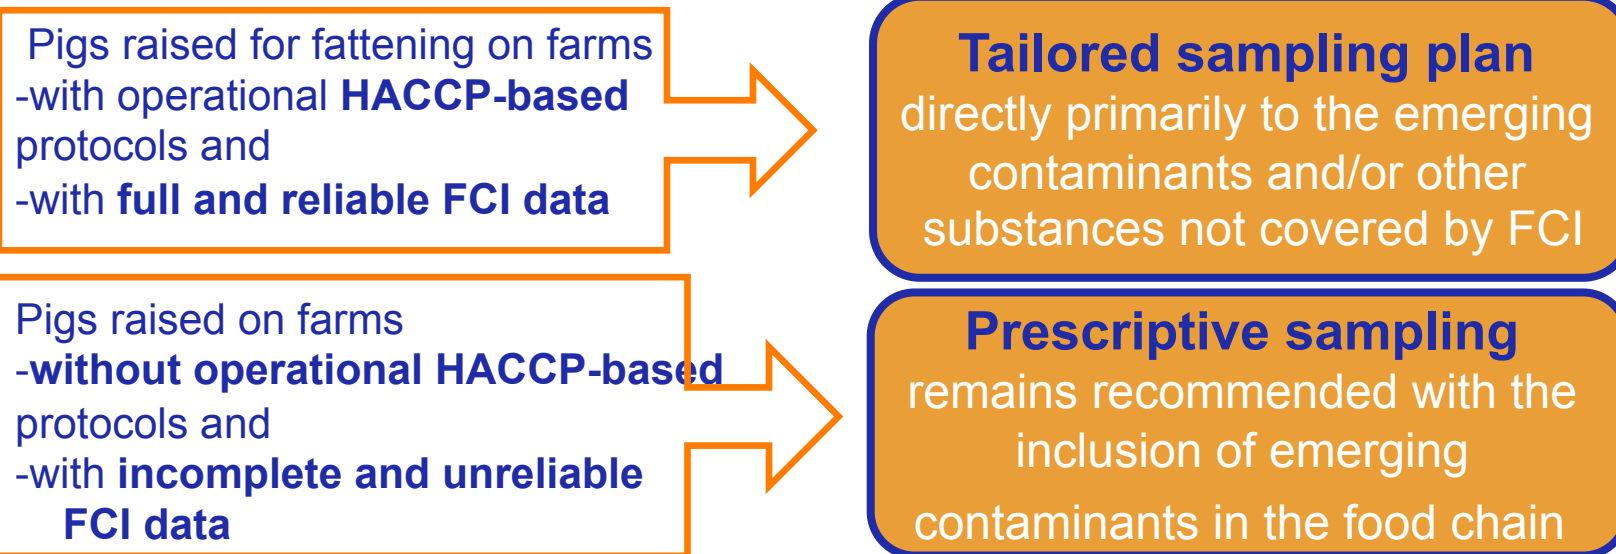 Pigs raised for fattening on farms
-with operational HACCP-based
protocols and
-with full and reliable FCI data
Tailored sampling plan
directly primarily to the emerging
contaminants and/or other
substances not covered by FCI
Pigs raised on farms
-without operational HACCP-based
protocols and
-with incomplete and unreliable
FCI data
Prescriptive sampling
remains recommended with the
inclusion of emerging
contaminants in the food chain